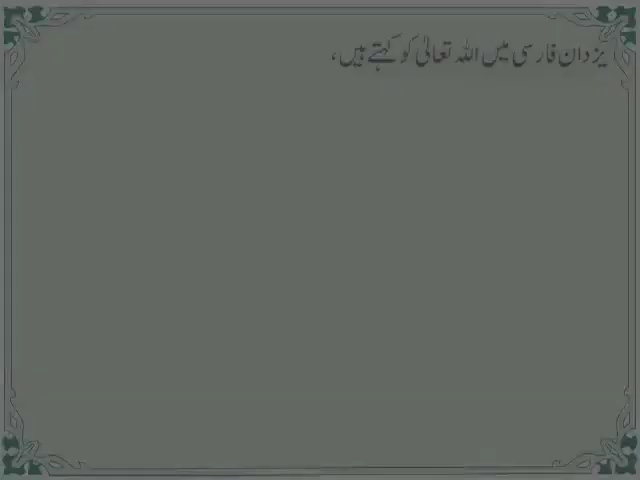 یزدان فارسی میں اللہ تعالیٰ کو کہتے ہیں،